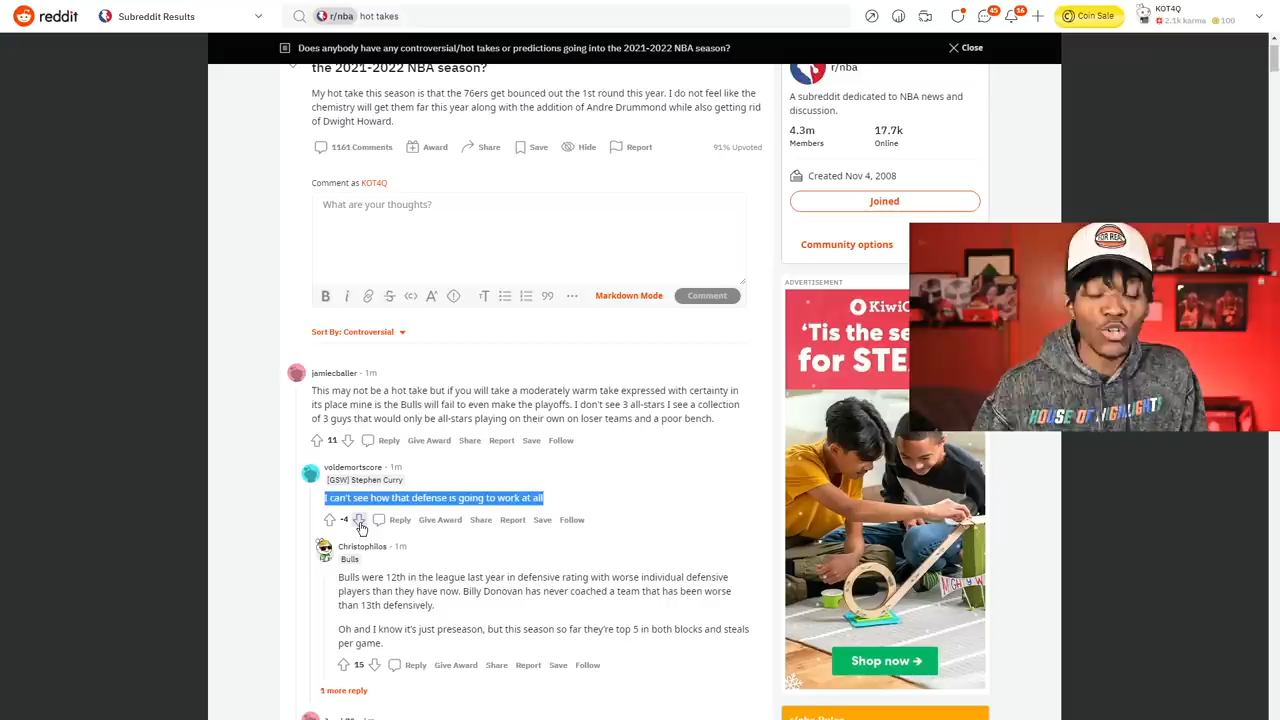 reddit
Subreddit Results
r/nba hot takes
45
16
Coin Sale
KOT4Q
2.1k karma 100
Does anybody have any controversial/hot takes or predictions going into the 2021-2022 NBA season?
Close
the 2021-2022 NBA season?
My hot take this season is that the 76ers get bounced out the 1st round this year. I do not feel like the
chemistry will get them far this year along with the addition of Andre Drummond while also getting rid
of Dwight Howard.
1161 Comments Award Share Save Hide Report 91% Upvoted
Comment as KOT4Q
What are your thoughts?
Markdown Mode Comment
Sort By: Controversial
jamiecballer · 1m
This may not be a hot take but if you will take a moderately warm take expressed with certainty in
its place mine is the Bulls will fail to even make the playoffs. I don't see 3 all-stars I see a collection
of 3 guys that would only be all-stars playing on their own on loser teams and a poor bench.
11 Reply Give Award Share Report Save Follow
voldemortscore · 1m
[GSW] Stephen Curry
I can't see how that defense is going to work at all
-4 Reply Give Award Share Report Save Follow
Christophilos · 1m
Bulls
Bulls were 12th in the league last year in defensive rating with worse individual defensive
players than they have now. Billy Donovan has never coached a team that has been worse
than 13th defensively.
Oh and I know it's just preseason, but this season so far they're top 5 in both blocks and steals
per game.
15 Reply Give Award Share Report Save Follow
1 more reply
r/nba
A subreddit dedicated to NBA news and
discussion.
4.3m
Members
17.7k
Online
Created Nov 4, 2008
Joined
Community options
ADVERTISEMENT
KiwiC
'Tis the se
for STE
Shop now →
FOR REAL
HOUSE OF HIGHLIGHTS